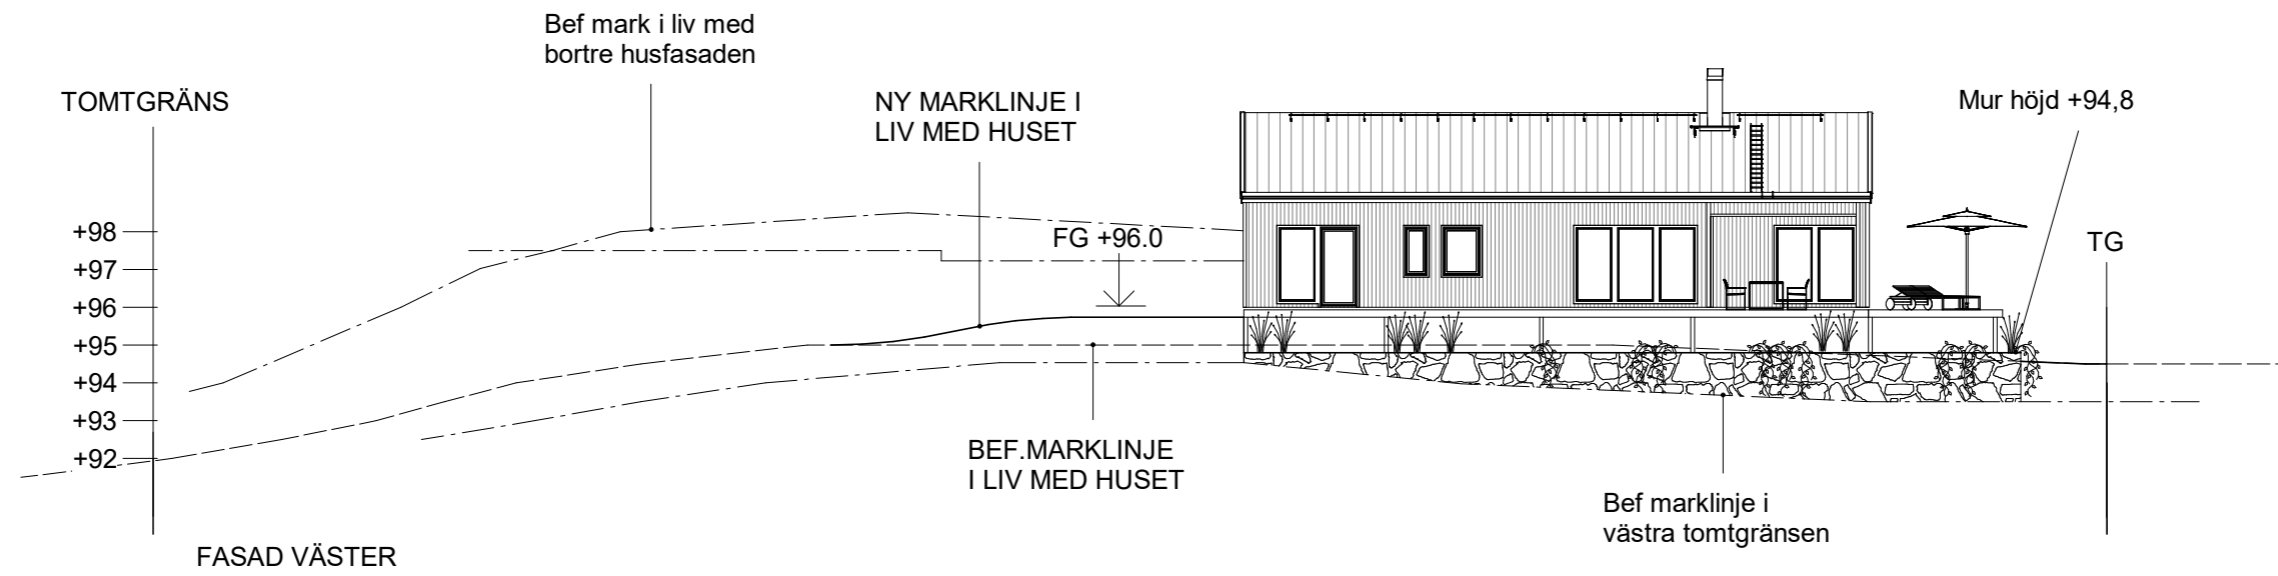 Bef mark i liv med
bortre husfasaden
TOMTGRÄNS
NY MARKLINJE I
LIV MED HUSET
Mur höjd +94,8
+98
+97
+96
+95
+94
+93
+92
FG +96.0
TG
BEF.MARKLINJE
I LIV MED HUSET
Bef marklinje i
västra tomtgränsen
FASAD VÄSTER